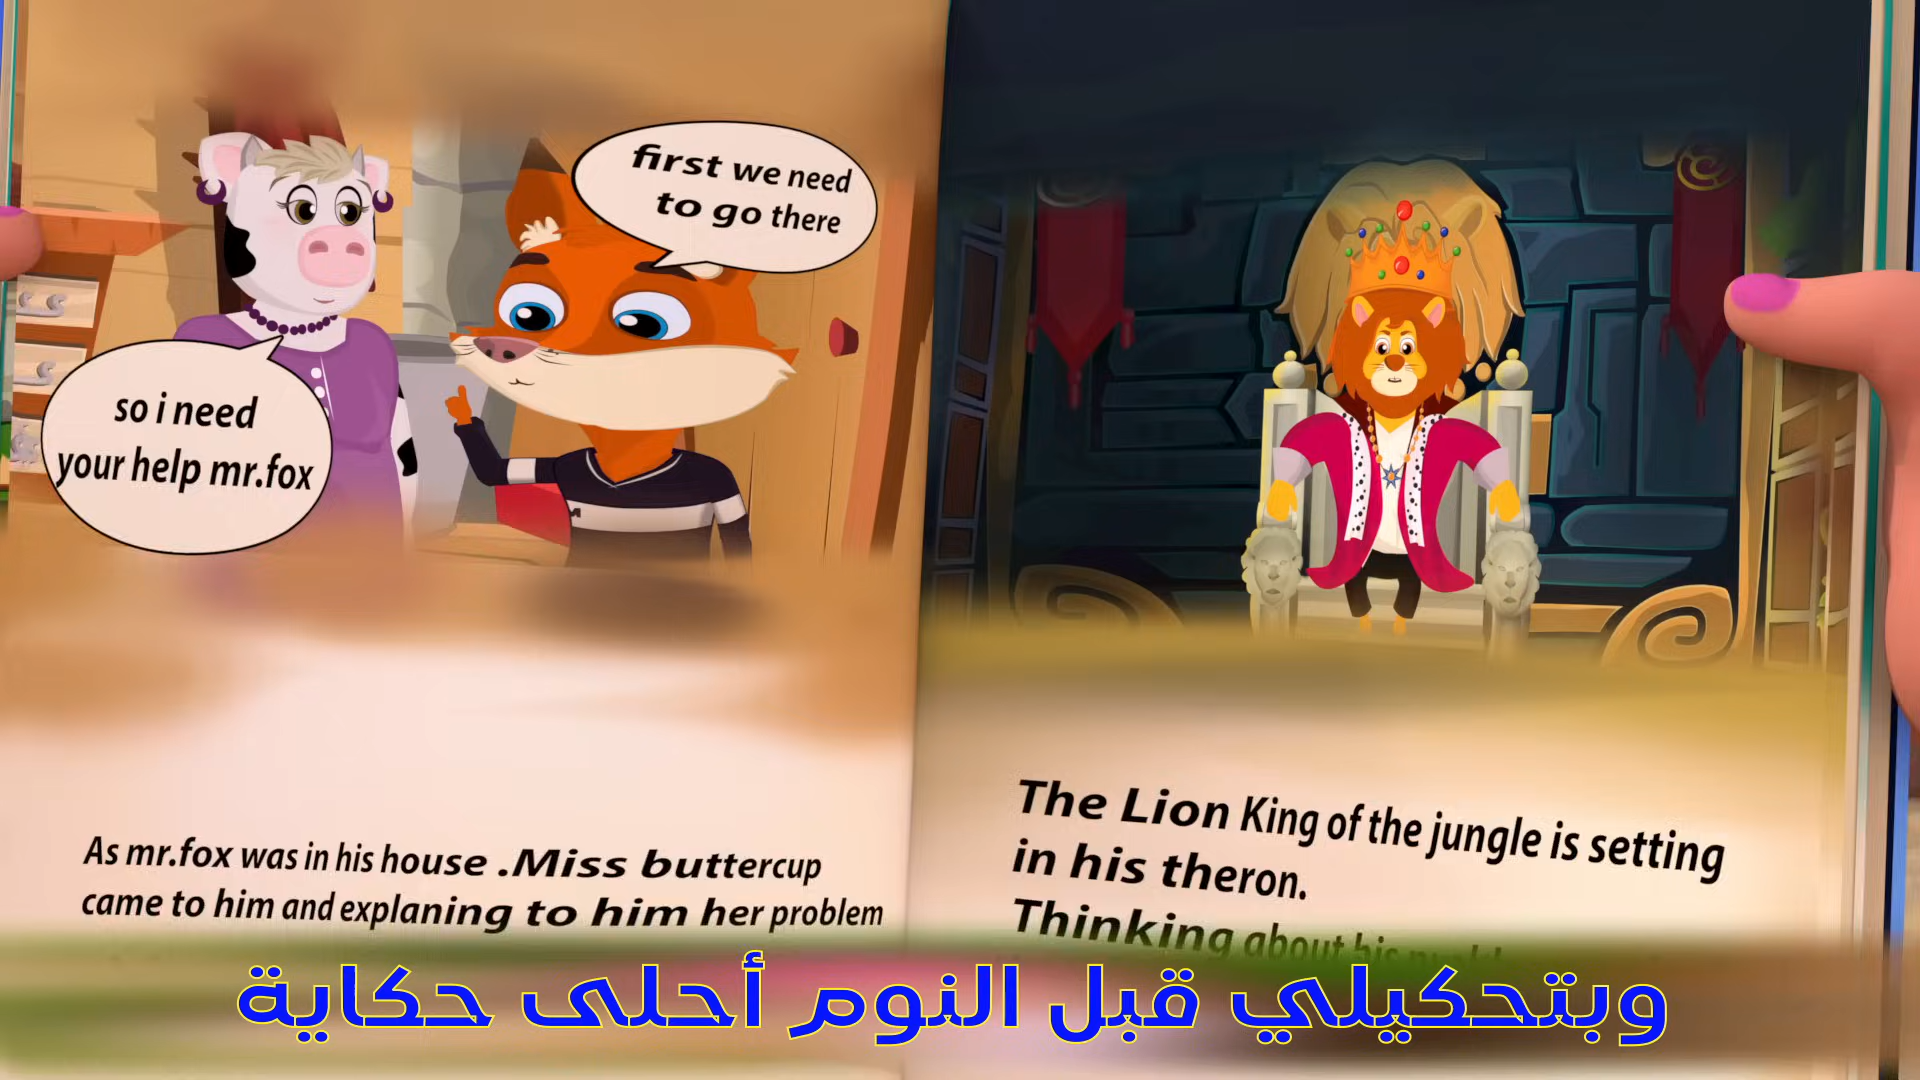 first we need
to go there
so i need
your help mr.fox
As mr.fox was in his house .Miss buttercup
came to him and explaning to him her problem
The Lion King of the jungle is setting
in his theron.
Thinking about his
وبتحكيلي قبل النوم أحلى حكاية